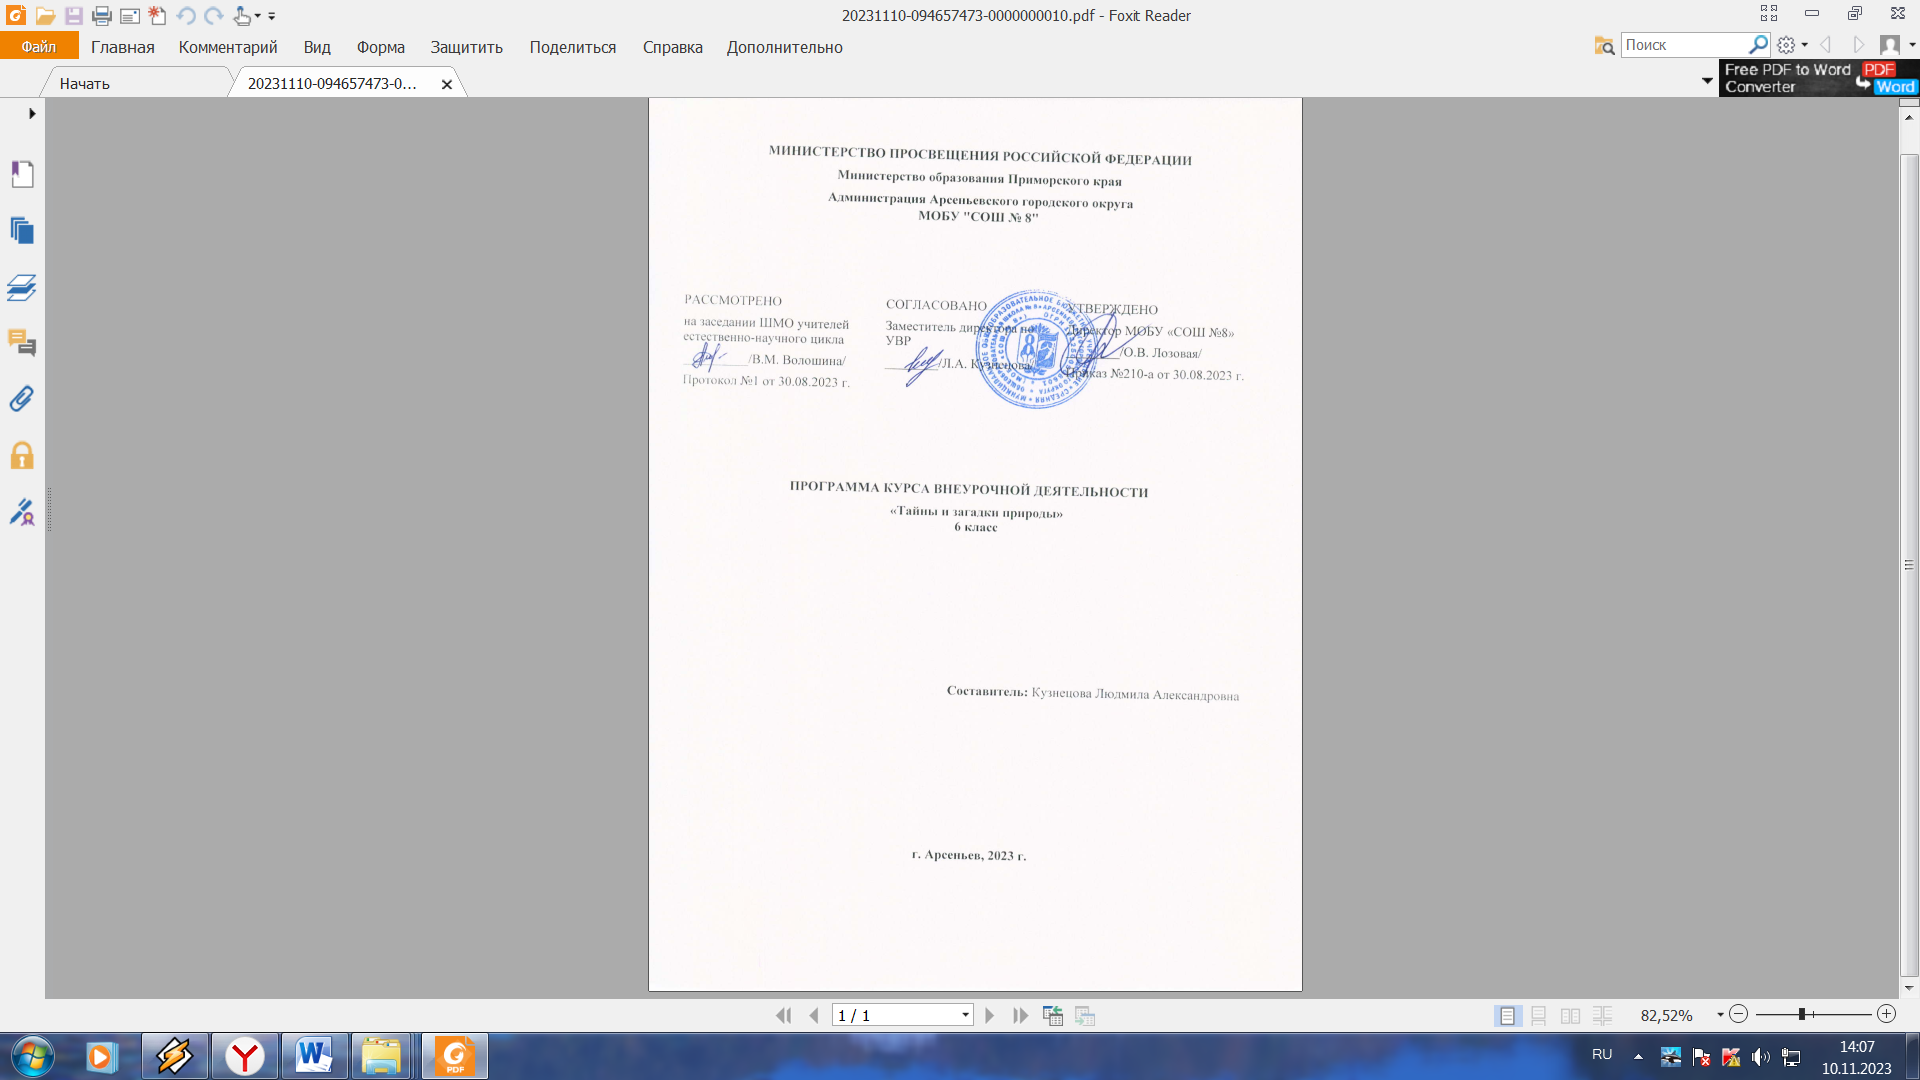 20231110-094657473-0000000010.pdf - Foxit Reader
Файл Главная Комментарий Вид Форма Защитить Поделиться Справка Дополнительно
Поиск
Начать
20231110-094657473-0...
Free PDF to Word
Converter
PDF
Word
МИНИСТЕРСТВО ПРОСВЕЩЕНИЯ РОССИЙСКОЙ ФЕДЕРАЦИИ
Министерство образования Приморского края
Администрация Арсеньевского городского округа
МОБУ "СОШ № 8"
РАССМОТРЕНО
на заседании ШМО учителей
естественно-научного цикла
__________/В.М. Волошина/
Протокол №1 от 30.08.2023 г.
СОГЛАСОВАНО
Заместитель директора по
УВР
________/Л.А. Кузнецова/
УТВЕРЖДЕНО
Директор МОБУ «СОШ №8»
________/О.В. Лозовая/
Приказ №210-а от 30.08.2023 г.
ПРОГРАММА КУРСА ВНЕУРОЧНОЙ ДЕЯТЕЛЬНОСТИ
«Тайны и загадки природы»
6 класс
Составитель: Кузнецова Людмила Александровна
г. Арсеньев, 2023 г.
1 / 1
82,52%
RU
14:07
10.11.2023